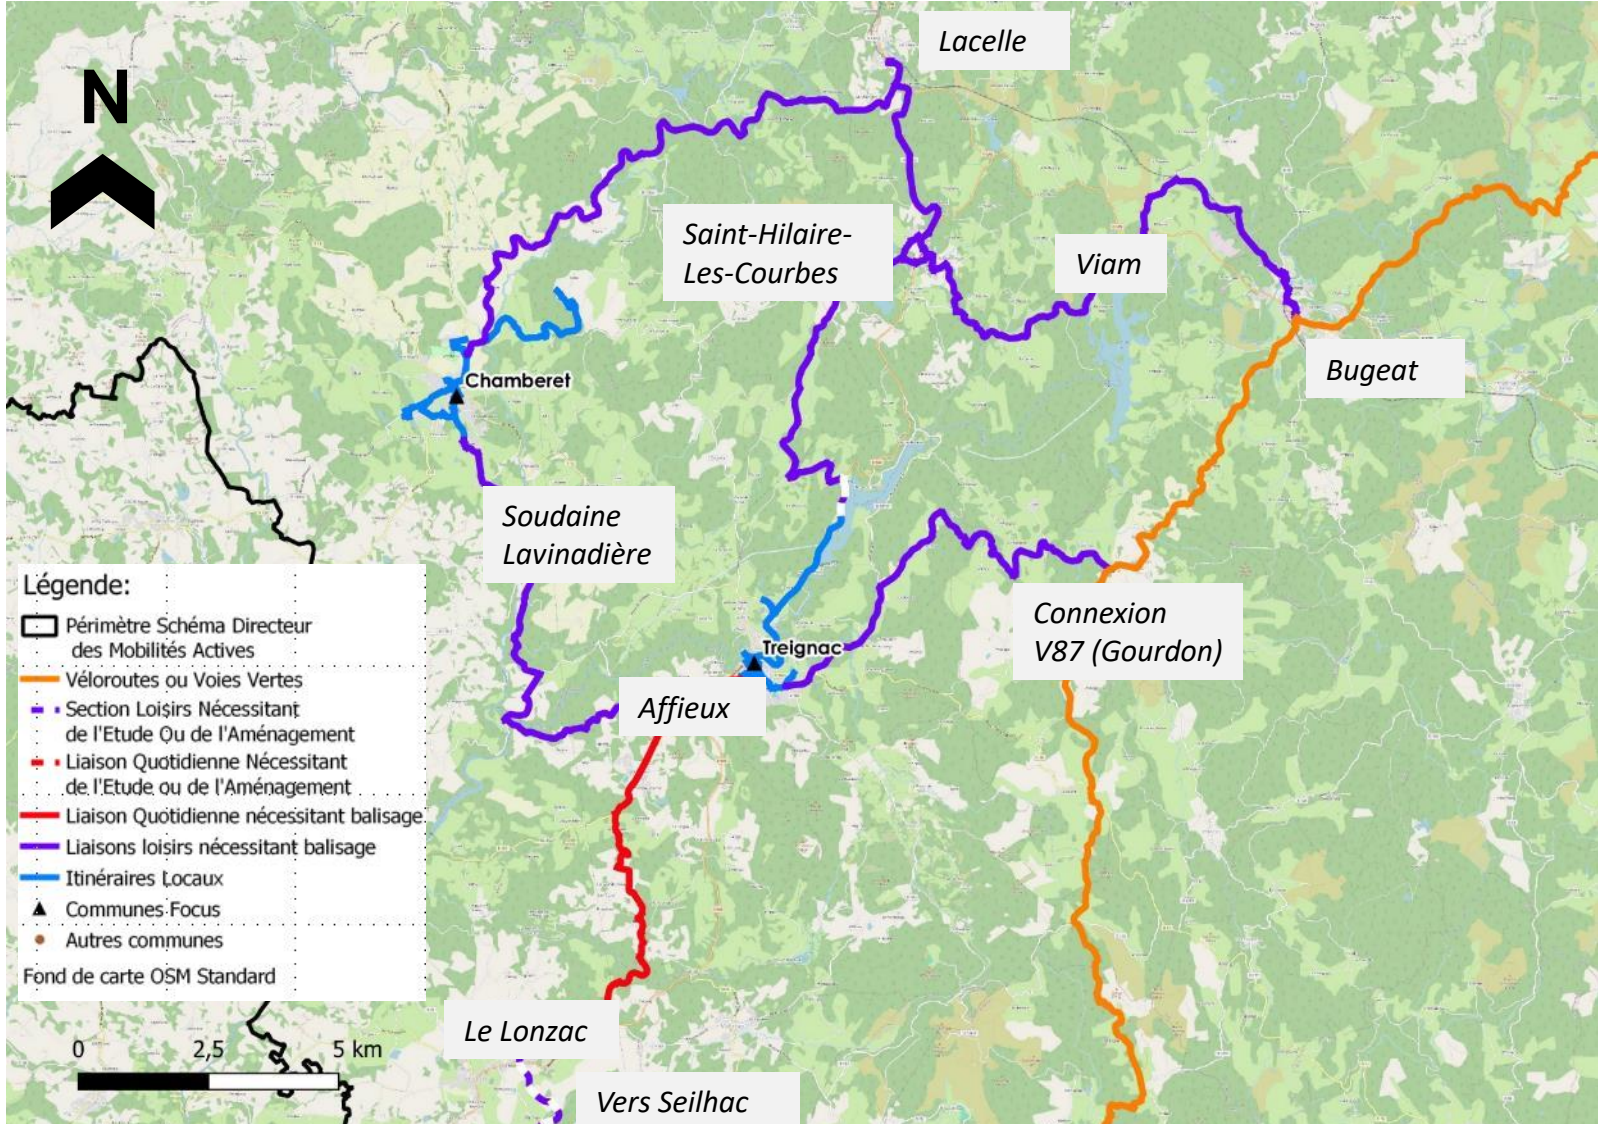 Lacelle
N
Saint-Hilaire-
Les-Courbes
Viam
Bugeat
Chamberet
Soudaine
Lavinadière
Connexion
V87 (Gourdon)
Treignac
Affieux
Légende:
Périmètre Schéma Directeur
des Mobilités Actives
Véloroutes ou Voies Vertes
Section Loisirs Nécessitant
de l'Etude Ou de l'Aménagement
Liaison Quotidienne Nécessitant
de l'Etude ou de l'Aménagement
Liaison Quotidienne nécessitant balisage
Liaisons loisirs nécessitant balisage
Itinéraires Locaux
Communes Focus
Autres communes
Fond de carte OSM Standard
Le Lonzac
0 2,5 5 km
Vers Seilhac